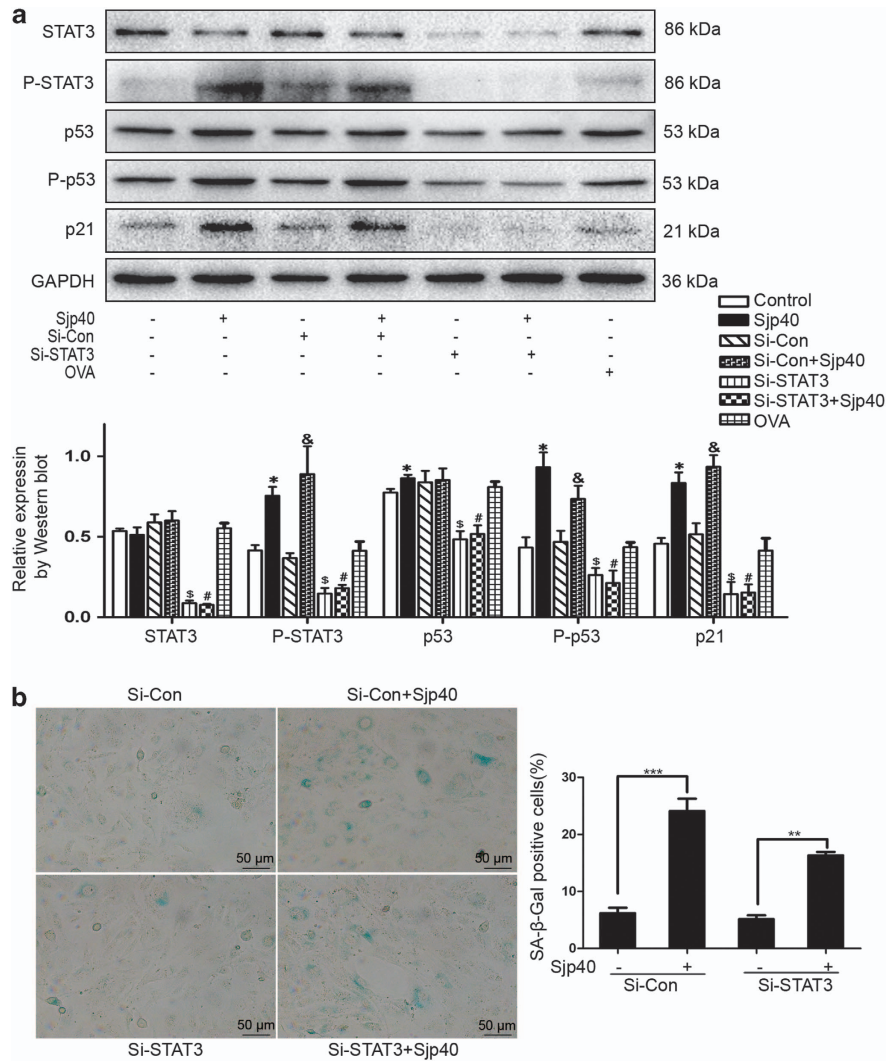 a
STAT3 86 kDa
P-STAT3 86 kDa
p53 53 kDa
P-p53 53 kDa
p21 21 kDa
GAPDH 36 kDa
Sjp40 - + - + - + -
Si-Con - - + + - - -
Si-STAT3 - - - - + + -
OVA - - - - - - +
Control
Sjp40
Si-Con
Si-Con+Sjp40
Si-STAT3
Si-STAT3+Sjp40
OVA
Relative expressin
by Western blot
1.0
0.5
0.0
$ #
* & $ #
* $ #
* & $ #
* & $ #
STAT3 P-STAT3 p53 P-p53 p21
b
Si-Con Si-Con+Sjp40
50 µm 50 µm
50 µm 50 µm
Si-STAT3 Si-STAT3+Sjp40
SA-β-Gal positive cells(%)
30
20
10
0
*** **
Sjp40 - + - +
Si-Con Si-STAT3